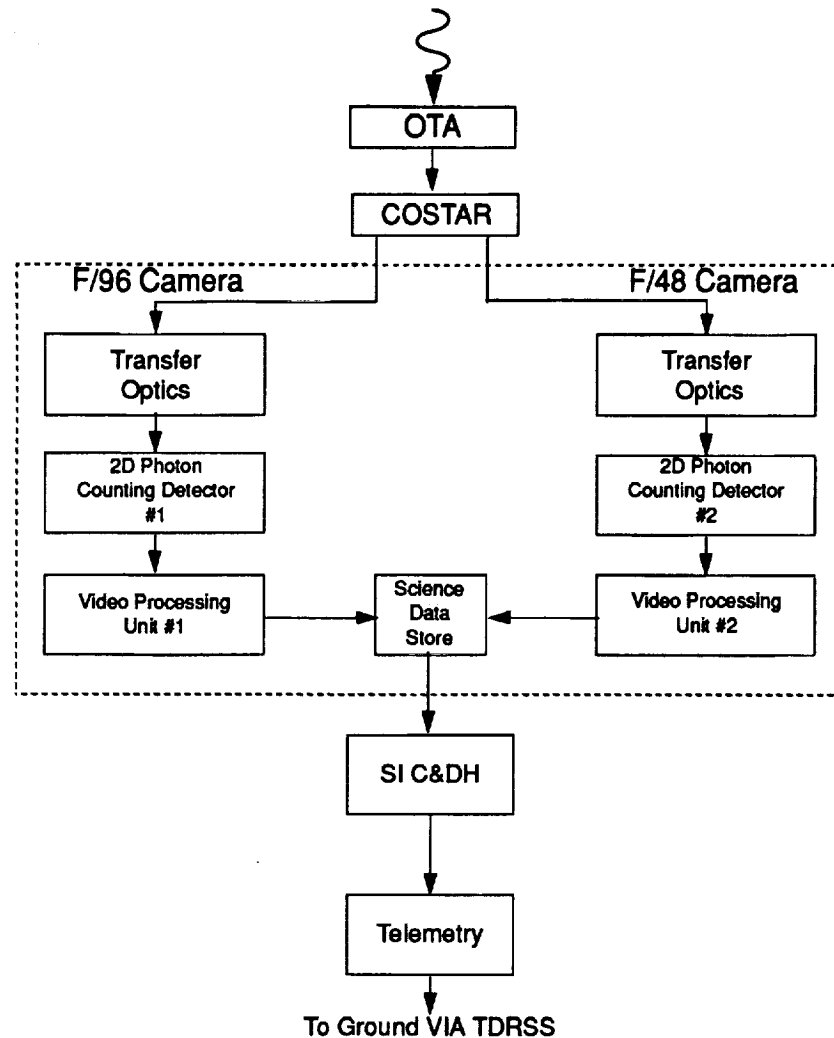 OTA
COSTAR
F/96 Camera
F/48 Camera
Transfer
Optics
Transfer
Optics
2D Photon
Counting Detector
#1
2D Photon
Counting Detector
#2
Video Processing
Unit #1
Science
Data
Store
Video Processing
Unit #2
SI C&DH
Telemetry
To Ground VIA TDRSS